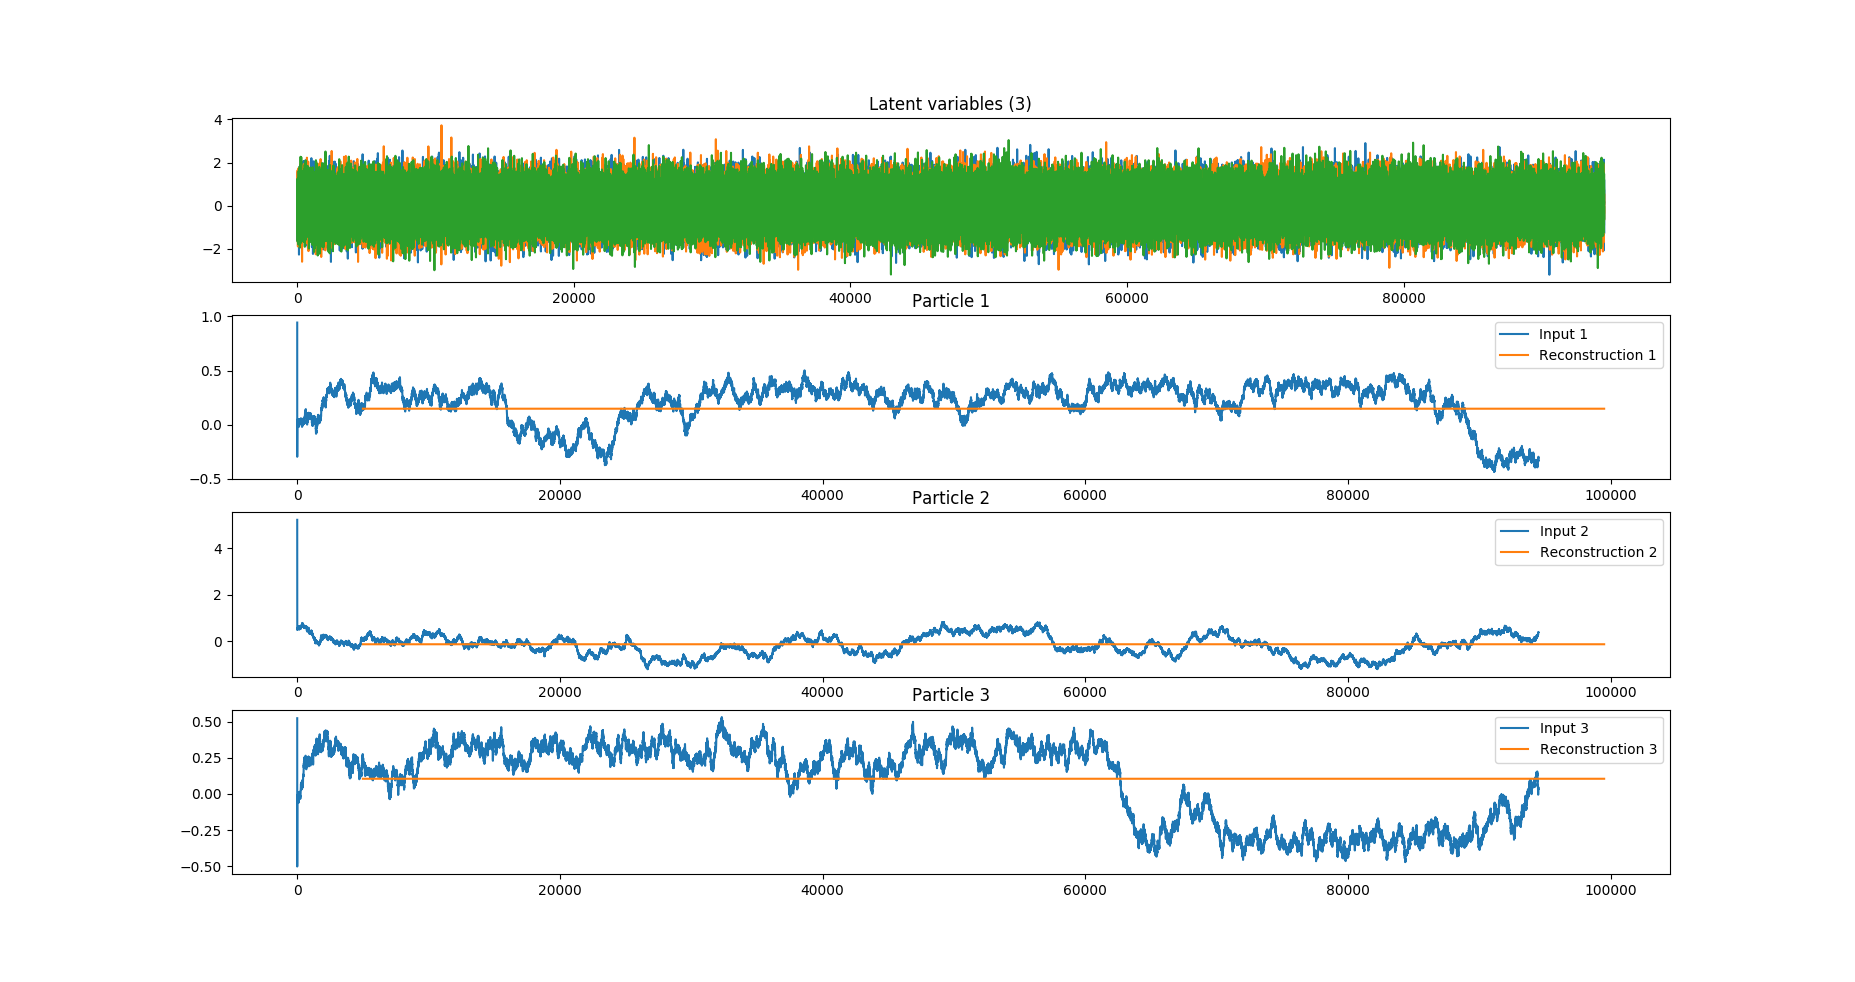 Latent variables (3)
4
2
0
−2
0 20000 40000 60000 80000
Particle 1
1.0
0.5
0.0
−0.5
Input 1
Reconstruction 1
0 20000 40000 60000 80000 100000
Particle 2
4
2
0
Input 2
Reconstruction 2
0 20000 40000 60000 80000 100000
Particle 3
0.50
0.25
0.00
−0.25
−0.50
Input 3
Reconstruction 3
0 20000 40000 60000 80000 100000